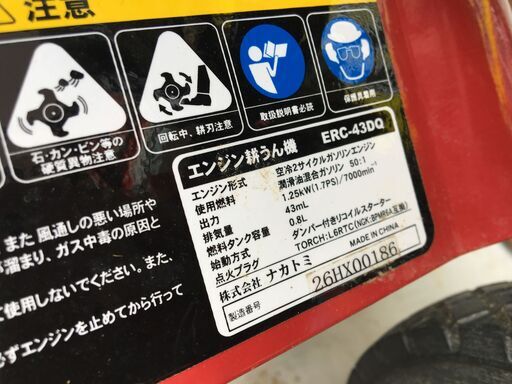 注意
石・カン・ビン等の
硬質異物注意
回転中、耕刃注意
取扱説明書必読
保護具着用
エンジン耕うん機 ERC-43DQ
エンジン形式 空冷2サイクルガソリンエンジン
使用燃料 潤滑油混合ガソリン 50:1
出力 1.25kW(1.7PS)/7000min⁻¹
排気量 43mL
燃料タンク容量 0.8L
始動方式 ダンパー付きリコイルスターター
点火プラグ TORCH:L6RTC(NGK:BPMR6A互換)
株式会社 ナカトミ MADE IN CHINA
製造番号 26HX00186
また 風通しの悪い場所や
溜まり、ガス中毒の原因と
使用しないでください。また、
必ずエンジンを止めてから行って